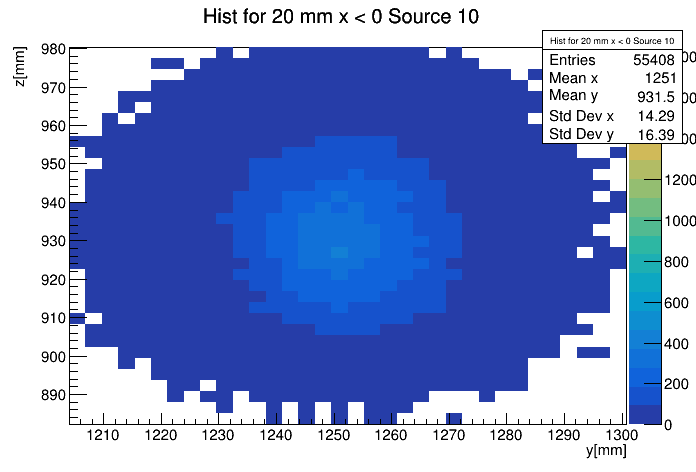 Hist for 20 mm x < 0 Source 10
Hist for 20 mm x < 0 Source 10
Entries 55408
Mean x 1251
Mean y 931.5
Std Dev x 14.29
Std Dev y 16.39
z[mm]
980
970
960
950
940
930
920
910
900
890
1210 1220 1230 1240 1250 1260 1270 1280 1290 1300
y[mm]
1200
1000
800
600
400
200
0